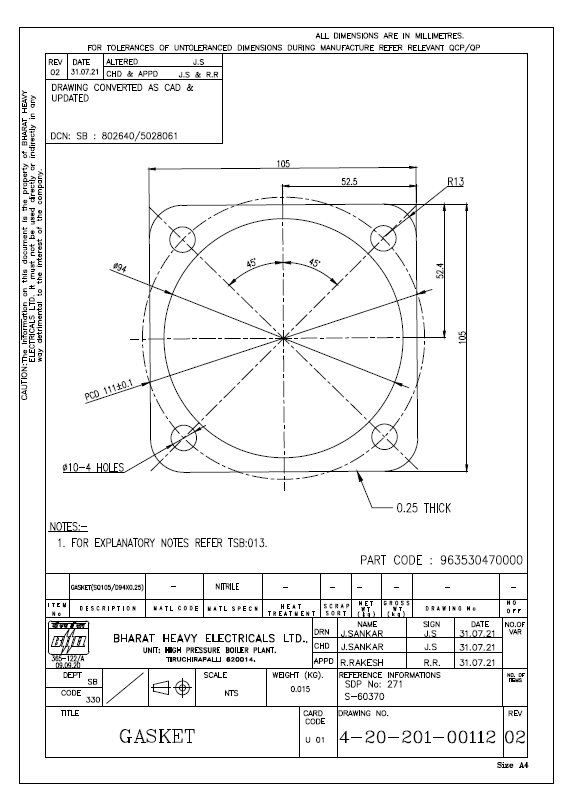 ALL DIMENSIONS ARE IN MILLIMETRES.
FOR TOLERANCES OF UNTOLERANCED DIMENSIONS DURING MANUFACTURE REFER RELEVANT QCP/QP
REV DATE ALTERED J.S
02 31.07.21 CHD & APPD J.S & R.R
DRAWING CONVERTED AS CAD &
UPDATED
DCN: SB : 802640/5028061
CAUTION:The information on this document is the property of BHARAT HEAVY
ELECTRICALS LTD. It must not be used directly or indirectly in any
way detrimental to the interest of the company.
105
52.5
R13
45°
45°
ø94
52.4
105
PCD 111±0.1
ø10-4 HOLES
0.25 THICK
NOTES:-
1. FOR EXPLANATORY NOTES REFER TSB:013.
PART CODE : 963530470000
GASKET(SQ105/D94X0.25) – NITRILE – – – – – –
ITEM No DESCRIPTION MATL CODE MATL SPECN HEAT TREATMENT SCRAP SORT NET WT (kg) GROSS WT (kg) DRAWING No NO OFF
365-122/A
09.09.20
BHARAT HEAVY ELECTRICALS LTD.,
UNIT: HIGH PRESSURE BOILER PLANT.
TIRUCHIRAPALLI 620014.
NAME SIGN DATE NO.OF VAR
DRN J.SANKAR J.S 31.07.21
CHD J.SANKAR J.S 31.07.21
APPD R.RAKESH R.R. 31.07.21
DEPT SB
CODE 330
SCALE
NTS
WEIGHT (KG).
0.015
REFERENCE INFORMATIONS
SDP No: 271
S-60370
NO. OF ITEMS
TITLE
GASKET
CARD CODE
U 01
DRAWING NO.
4-20-201-00112
REV
02
Size A4